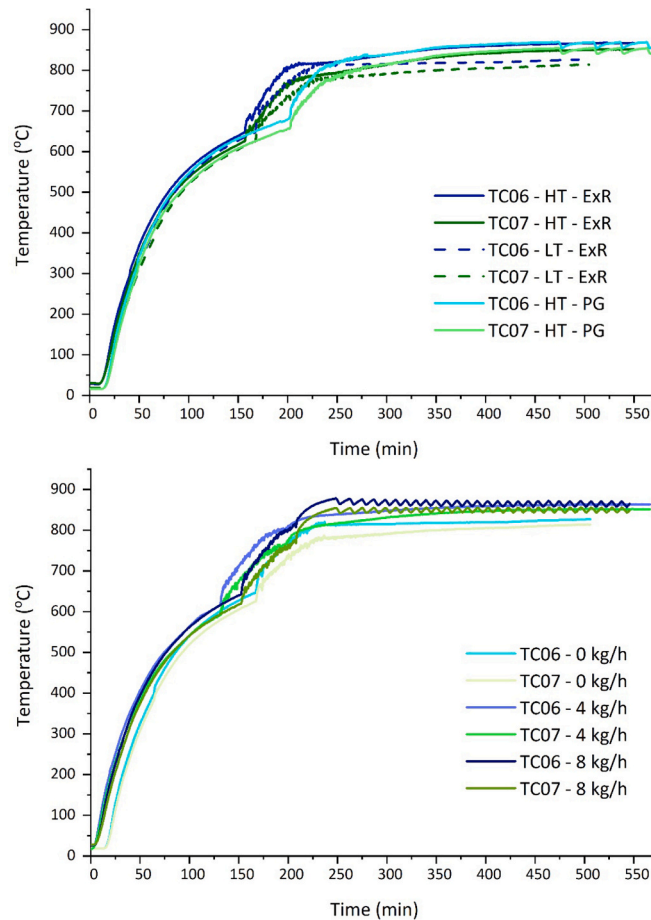 900
800
700
600
500
400
300
200
100
0
Temperature (°C)
TC06 - HT - ExR
TC07 - HT - ExR
TC06 - LT - ExR
TC07 - LT - ExR
TC06 - HT - PG
TC07 - HT - PG
0 50 100 150 200 250 300 350 400 450 500 550
Time (min)
900
800
700
600
500
400
300
200
100
0
Temperature (°C)
TC06 - 0 kg/h
TC07 - 0 kg/h
TC06 - 4 kg/h
TC07 - 4 kg/h
TC06 - 8 kg/h
TC07 - 8 kg/h
0 50 100 150 200 250 300 350 400 450 500 550
Time (min)